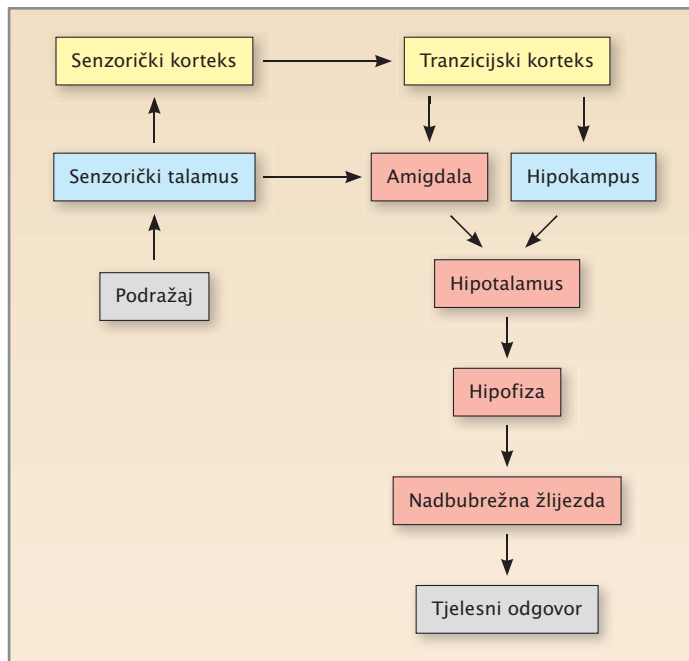 Senzorički korteks
Tranzicijski korteks
Senzorički talamus
Amigdala
Hipokampus
Podražaj
Hipotalamus
Hipofiza
Nadbubrežna žlijezda
Tjelesni odgovor